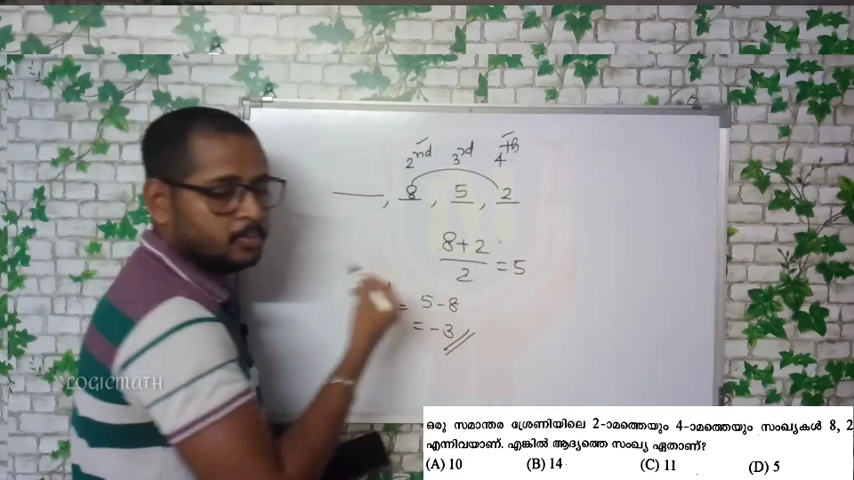 2nd 3rd 4th
___, 8, 5, 2
8+2
2
= 5
= 5-8
= -3
LOGICMATH
ഒരു സമാന്തര ശ്രേണിയിലെ 2-ാമത്തെയും 4-ാമത്തെയും സംഖ്യകൾ 8, 2
എന്നിവയാണ്. എങ്കിൽ ആദ്യത്തെ സംഖ്യ ഏതാണ്?
(A) 10 (B) 14 (C) 11 (D) 5